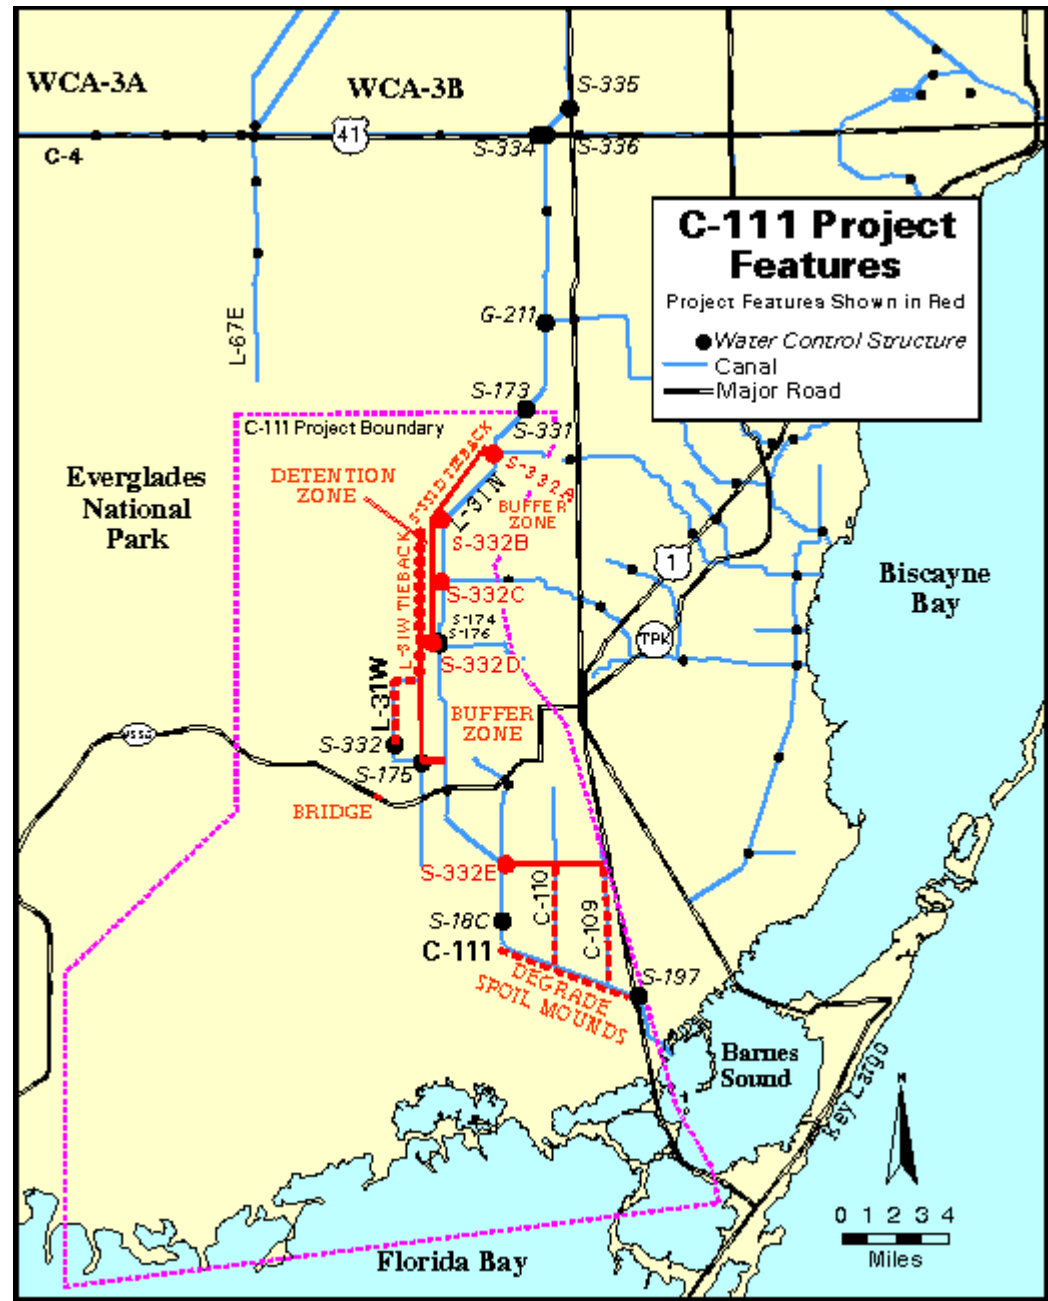 WCA-3A
WCA-3B
S-335
41
C-4
S-334
S-336
C-111 Project
Features
Project Features Shown in Red
Water Control Structure
Canal
Major Road
G-211
L-67E
S-173
C-111 Project Boundary
S-331
Everglades
National
Park
DETENTION
ZONE
S-332A
L-31N
BUFFER
ZONE
S-332B
1
Biscayne
Bay
L-31W TIEBACK
S-332C
S-174
S-176
TPK
S-332D
L-31W
BUFFER
ZONE
S-332
S-175
BRIDGE
S-332E
C-110
C-109
S-18C
C-111
DEGRADE
SPOIL MOUNDS
S-197
Barnes
Sound
Key Largo
N
0 1 2 3 4
Miles
Florida Bay